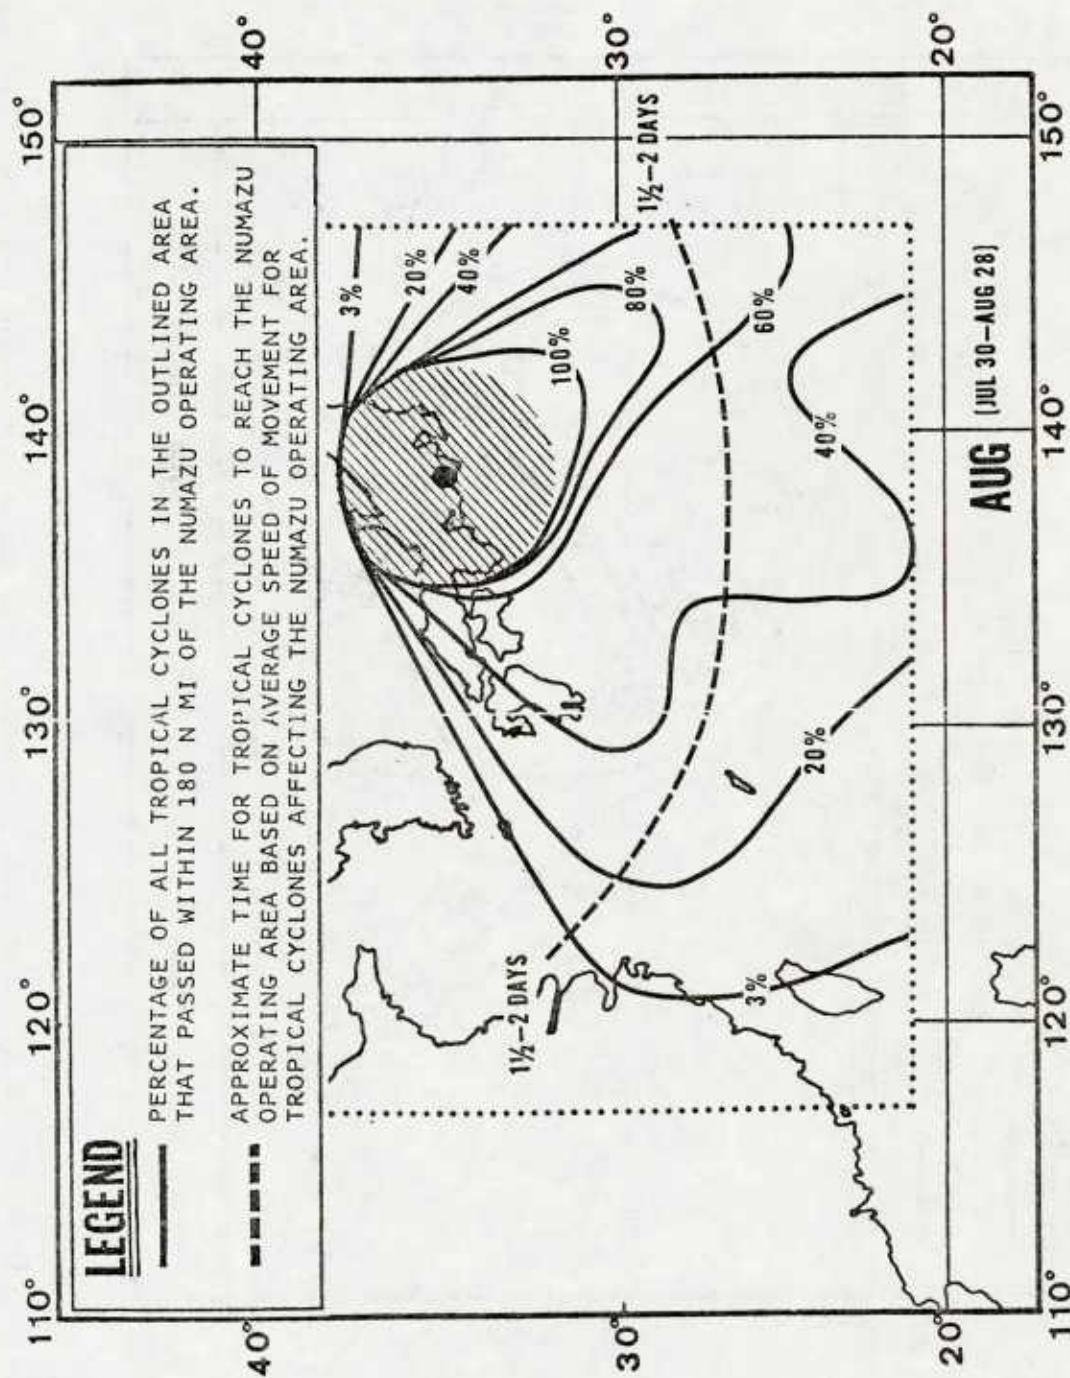 LEGEND
PERCENTAGE OF ALL TROPICAL CYCLONES IN THE OUTLINED AREA
THAT PASSED WITHIN 180 N MI OF THE NUMAZU OPERATING AREA.
APPROXIMATE TIME FOR TROPICAL CYCLONES TO REACH THE NUMAZU
OPERATING AREA BASED ON AVERAGE SPEED OF MOVEMENT FOR
TROPICAL CYCLONES AFFECTING THE NUMAZU OPERATING AREA.
110°
120°
130°
140°
150°
40°
40°
30°
30°
20°
20°
3%
20%
40%
100%
80%
60%
40%
20%
3%
1½-2 DAYS
1½-2 DAYS
AUG [JUL 30-AUG 28]
110°
120°
130°
140°
150°